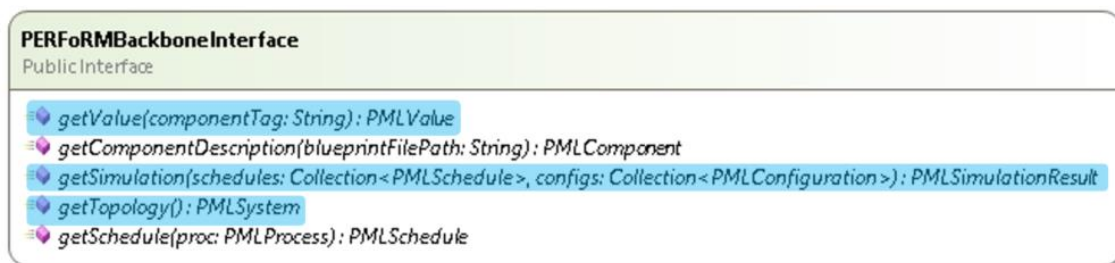 PERFoRMBackboneInterface
Public Interface
getValue(componentTag: String) : PMLValue
getComponentDescription(blueprintFilePath: String) : PMLComponent
getSimulation(schedules: Collection<PMLSchedule>, configs: Collection<PMLConfiguration>) : PMLSimulationResult
getTopology() : PMLSystem
getSchedule(proc: PMLProcess) : PMLSchedule